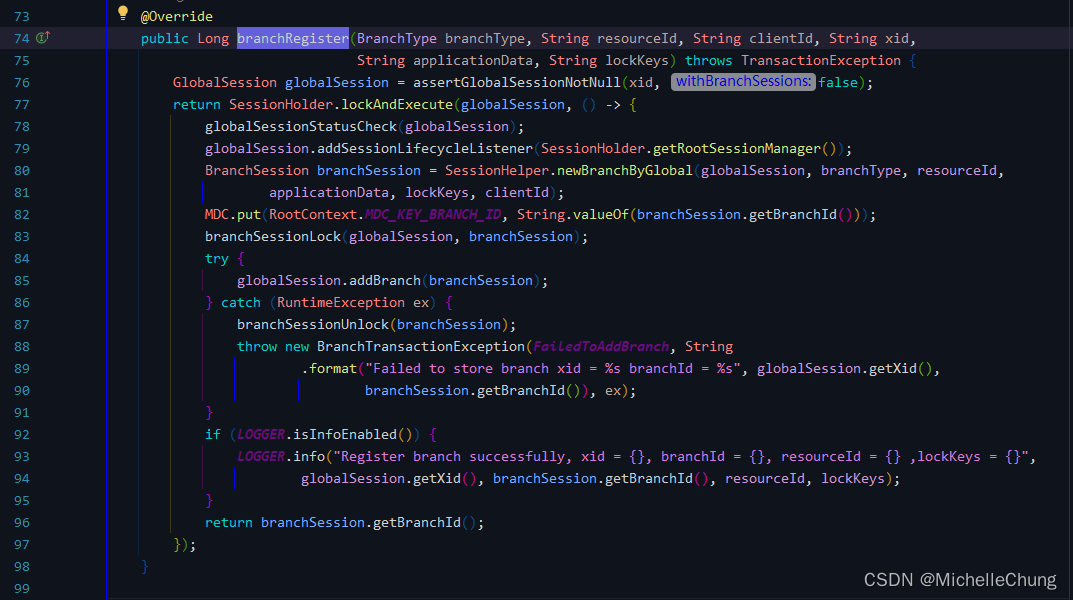 73 @Override
74 public Long branchRegister(BranchType branchType, String resourceId, String clientId, String xid,
75 String applicationData, String lockKeys) throws TransactionException {
76 GlobalSession globalSession = assertGlobalSessionNotNull(xid, withBranchSessions: false);
77 return SessionHolder.lockAndExecute(globalSession, () -> {
78 globalSessionStatusCheck(globalSession);
79 globalSession.addSessionLifecycleListener(SessionHolder.getRootSessionManager());
80 BranchSession branchSession = SessionHelper.newBranchByGlobal(globalSession, branchType, resourceId,
81 applicationData, lockKeys, clientId);
82 MDC.put(RootContext.MDC_KEY_BRANCH_ID, String.valueOf(branchSession.getBranchId()));
83 branchSessionLock(globalSession, branchSession);
84 try {
85 globalSession.addBranch(branchSession);
86 } catch (RuntimeException ex) {
87 branchSessionUnlock(branchSession);
88 throw new BranchTransactionException(FailedToAddBranch, String
89 .format("Failed to store branch xid = %s branchId = %s", globalSession.getXid(),
90 branchSession.getBranchId()), ex);
91 }
92 if (LOGGER.isInfoEnabled()) {
93 LOGGER.info("Register branch successfully, xid = {}, branchId = {}, resourceId = {} ,lockKeys = {}",
94 globalSession.getXid(), branchSession.getBranchId(), resourceId, lockKeys);
95 }
96 return branchSession.getBranchId();
97 });
98 }
99
CSDN @MichelleChung